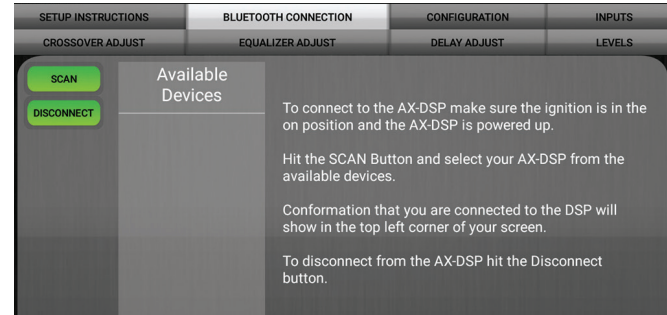 SETUP INSTRUCTIONS BLUETOOTH CONNECTION CONFIGURATION INPUTS
CROSSOVER ADJUST EQUALIZER ADJUST DELAY ADJUST LEVELS
SCAN
DISCONNECT
Available
Devices
To connect to the AX-DSP make sure the ignition is in the
on position and the AX-DSP is powered up.
Hit the SCAN Button and select your AX-DSP from the
available devices.
Conformation that you are connected to the DSP will
show in the top left corner of your screen.
To disconnect from the AX-DSP hit the Disconnect
button.